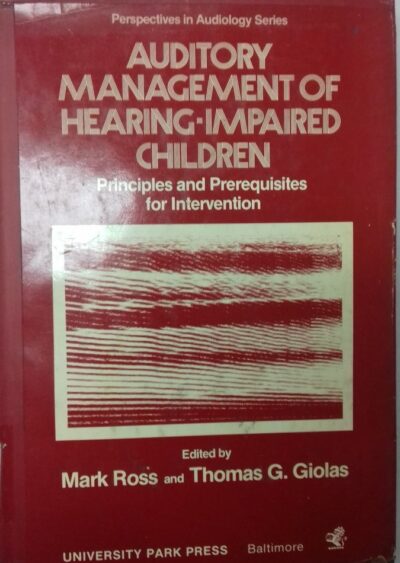 Perspectives in Audiology Series
AUDITORY
MANAGEMENT OF
HEARING-IMPAIRED
CHILDREN
Principles and Prerequisites
for Intervention
Edited by
Mark Ross and Thomas G. Giolas
UNIVERSITY PARK PRESS Baltimore